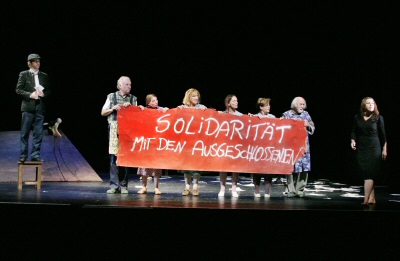 SOLIDARITÄT
MIT DEN AUSGESCHLOSSENEN